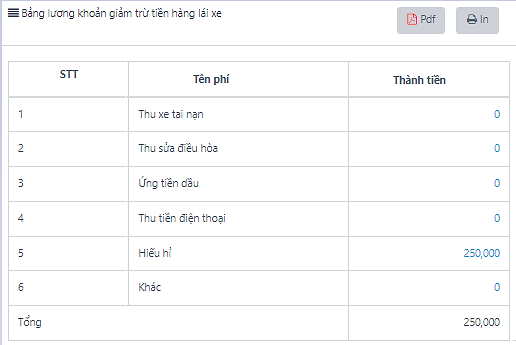 Bảng lương khoản giảm trừ tiền hàng lái xe
Pdf
In
STT Tên phí Thành tiền
1 Thu xe tai nạn 0
2 Thu sửa điều hòa 0
3 Ứng tiền dầu 0
4 Thu tiền điện thoại 0
5 Hiếu hỉ 250,000
6 Khác 0
Tổng 250,000